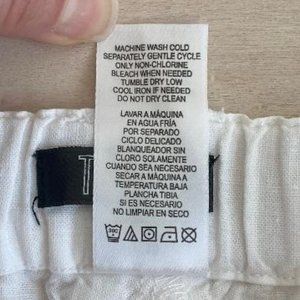 MACHINE WASH COLD
SEPARATELY GENTLE CYCLE
ONLY NON-CHLORINE
BLEACH WHEN NEEDED
TUMBLE DRY LOW
COOL IRON IF NEEDED
DO NOT DRY CLEAN
LAVAR A MÁQUINA
EN AGUA FRÍA
POR SEPARADO
CICLO DELICADO
BLANQUEADOR SIN
CLORO SOLAMENTE
CUANDO SEA NECESARIO
SECAR A MÁQUINA A
TEMPERATURA BAJA
PLANCHA TIBIA
SI ES NECESARIO
NO LIMPIAR EN SECO